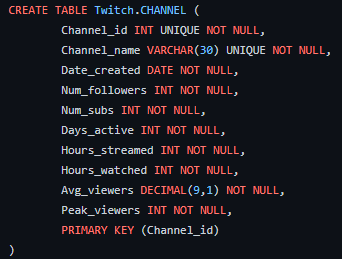 CREATE TABLE Twitch.CHANNEL (
Channel_id INT UNIQUE NOT NULL,
Channel_name VARCHAR(30) UNIQUE NOT NULL,
Date_created DATE NOT NULL,
Num_followers INT NOT NULL,
Num_subs INT NOT NULL,
Days_active INT NOT NULL,
Hours_streamed INT NOT NULL,
Hours_watched INT NOT NULL,
Avg_viewers DECIMAL(9,1) NOT NULL,
Peak_viewers INT NOT NULL,
PRIMARY KEY (Channel_id)
)